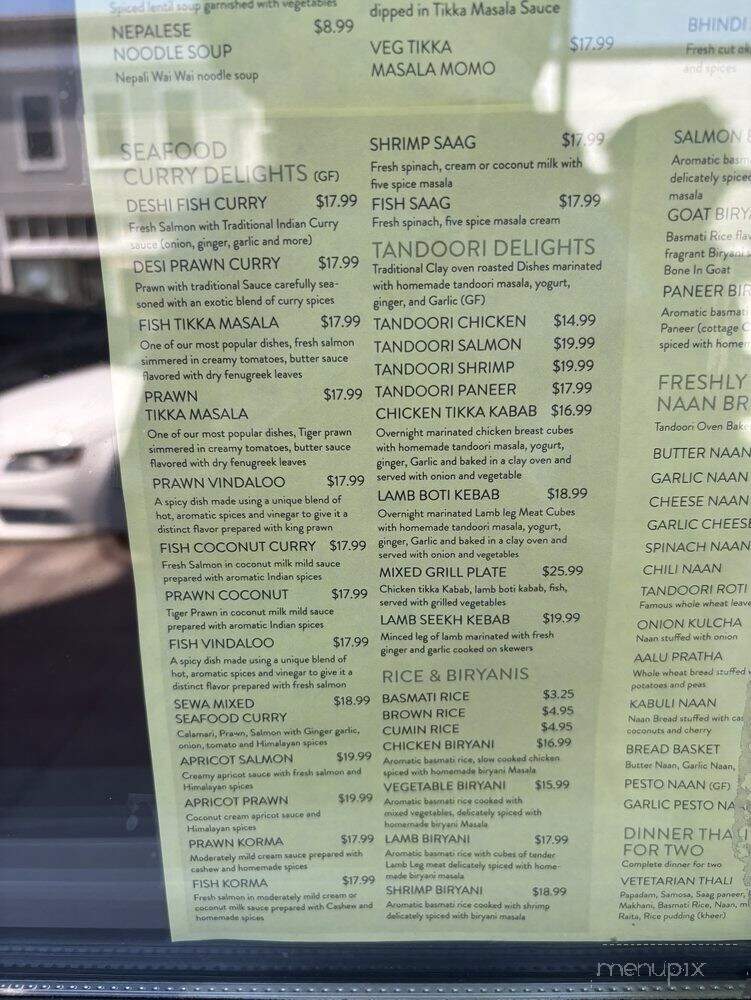 Spiced lentil soup garnished with vegetables
NEPALESE $8.99
NOODLE SOUP
Nepali Wai Wai noodle soup
SEAFOOD
CURRY DELIGHTS (GF)
DESHI FISH CURRY $17.99
Fresh Salmon with Traditional Indian Curry
sauce (onion, ginger, garlic and more)
DESI PRAWN CURRY $17.99
Prawn with traditional Sauce carefully sea-
soned with an exotic blend of curry spices
FISH TIKKA MASALA $17.99
One of our most popular dishes, fresh salmon
simmered in creamy tomatoes, butter sauce
flavored with dry fenugreek leaves
PRAWN $17.99
TIKKA MASALA
One of our most popular dishes, Tiger prawn
simmered in creamy tomatoes, butter sauce
flavored with dry fenugreek leaves
PRAWN VINDALOO $17.99
A spicy dish made using a unique blend of
hot, aromatic spices and vinegar to give it a
distinct flavor prepared with king prawn
FISH COCONUT CURRY $17.99
Fresh Salmon in coconut milk mild sauce
prepared with aromatic Indian spices
PRAWN COCONUT $17.99
Tiger Prawn in coconut milk mild sauce
prepared with aromatic Indian spices
FISH VINDALOO $17.99
A spicy dish made using a unique blend of
hot, aromatic spices and vinegar to give it a
distinct flavor prepared with fresh salmon
SEWA MIXED $18.99
SEAFOOD CURRY
Calamari, Prawn, Salmon with Ginger garlic,
onion, tomato and Himalayan spices
APRICOT SALMON $19.99
Creamy apricot sauce with fresh salmon and
Himalayan spices
APRICOT PRAWN $19.99
Coconut cream apricot sauce and
Himalayan spices
PRAWN KORMA $17.99
Moderately mild cream sauce prepared with
cashew and homemade spices
FISH KORMA $17.99
Fresh salmon in moderately mild cream or
coconut milk sauce prepared with Cashew and
homemade spices
dipped in Tikka Masala Sauce
VEG TIKKA $17.99
MASALA MOMO
SHRIMP SAAG $17.99
Fresh spinach, cream or coconut milk with
five spice masala
FISH SAAG $17.99
Fresh spinach, five spice masala cream
TANDOORI DELIGHTS
Traditional Clay oven roasted Dishes marinated
with homemade tandoori masala, yogurt,
ginger, and Garlic (GF)
TANDOORI CHICKEN $14.99
TANDOORI SALMON $19.99
TANDOORI SHRIMP $19.99
TANDOORI PANEER $17.99
CHICKEN TIKKA KABAB $16.99
Overnight marinated chicken breast cubes
with homemade tandoori masala, yogurt,
ginger, Garlic and baked in a clay oven and
served with onion and vegetable
LAMB BOTI KEBAB $18.99
Overnight marinated Lamb leg Meat Cubes
with homemade tandoori masala, yogurt,
ginger, Garlic and baked in a clay oven and
served with onion and vegetables
MIXED GRILL PLATE $25.99
Chicken tikka Kabab, lamb boti kabab, fish,
served with grilled vegetables
LAMB SEEKH KEBAB $19.99
Minced leg of lamb marinated with fresh
ginger and garlic cooked on skewers
RICE & BIRYANIS
BASMATI RICE $3.25
BROWN RICE $4.95
CUMIN RICE $4.95
CHICKEN BIRYANI $16.99
Aromatic basmati rice, slow cooked chicken
spiced with homemade biryani Masala
VEGETABLE BIRYANI $15.99
Aromatic basmati rice cooked with
mixed vegetables, delicately spiced with
homemade biryani Masala
LAMB BIRYANI $17.99
Aromatic basmati rice with cubes of tender
Lamb Leg meat delicately spiced with home-
made biryani masala
SHRIMP BIRYANI $18.99
Aromatic basmati rice cooked with shrimp
delicately spiced with biryani masala
BHINDI
Fresh cut ok
and spices
SALMON
Aromatic basm
delicately spiced
masala
GOAT BIRY
Basmati Rice flav
fragrant Biryani s
Bone In Goat
PANEER BIR
Aromatic basmati
Paneer (cottage C
spiced with homem
FRESHLY
NAAN BR
Tandoori Oven Bake
BUTTER NAAN
GARLIC NAAN
CHEESE NAAN
GARLIC CHEESE
SPINACH NAAN
CHILI NAAN
TANDOORI ROTI
Famous whole wheat leave
ONION KULCHA
Naan stuffed with onion
AALU PRATHA
Whole wheat bread stuffed w
potatoes and peas
KABULI NAAN
Naan Bread stuffed with cas
coconuts and cherry
BREAD BASKET
Butter Naan, Garlic Naan,
PESTO NAAN (GF)
GARLIC PESTO NA
DINNER THALI
FOR TWO
Complete dinner for two
VETETARIAN THALI
Papadam, Samosa, Saag paneer,
Makhani, Basmati Rice, Naan, mi
Raita, Rice pudding (kheer)
menupix